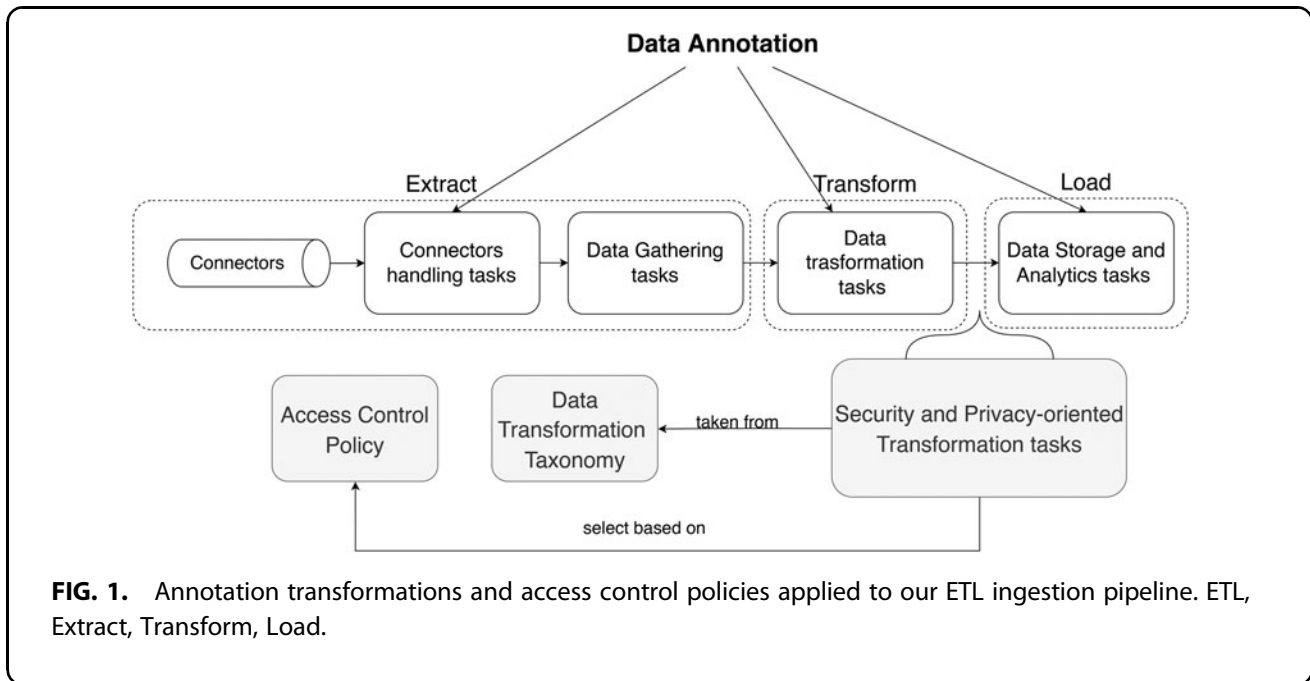 Data Annotation
Extract
Transform
Load
Connectors
Connectors
handling tasks
Data Gathering
tasks
Data
trasformation
tasks
Data Storage and
Analytics tasks
Access Control
Policy
Data
Transformation
Taxonomy
taken from
Security and Privacy-oriented
Transformation tasks
select based on
FIG. 1. Annotation transformations and access control policies applied to our ETL ingestion pipeline. ETL,
Extract, Transform, Load.